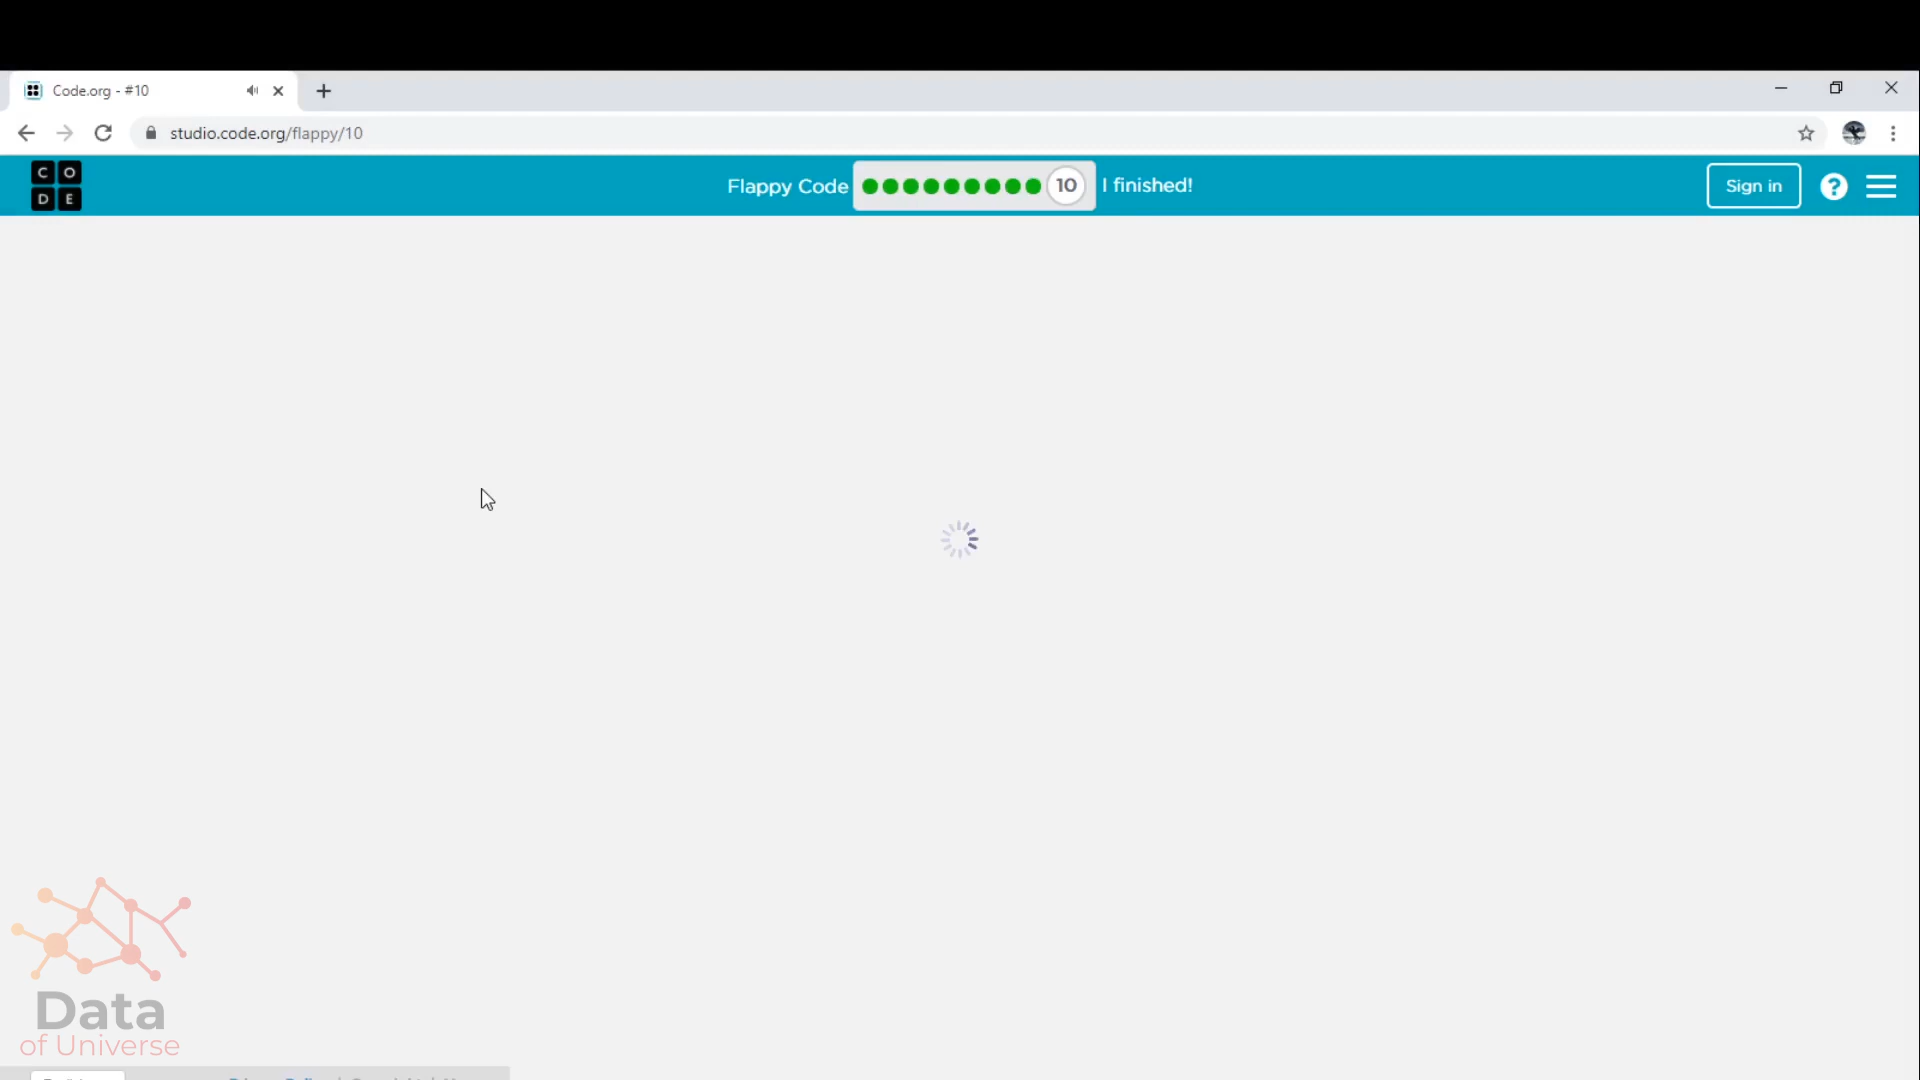 Code.org - #10
studio.code.org/flappy/10
C O
D E
Flappy Code
10
I finished!
Sign in
?
Data
of Universe